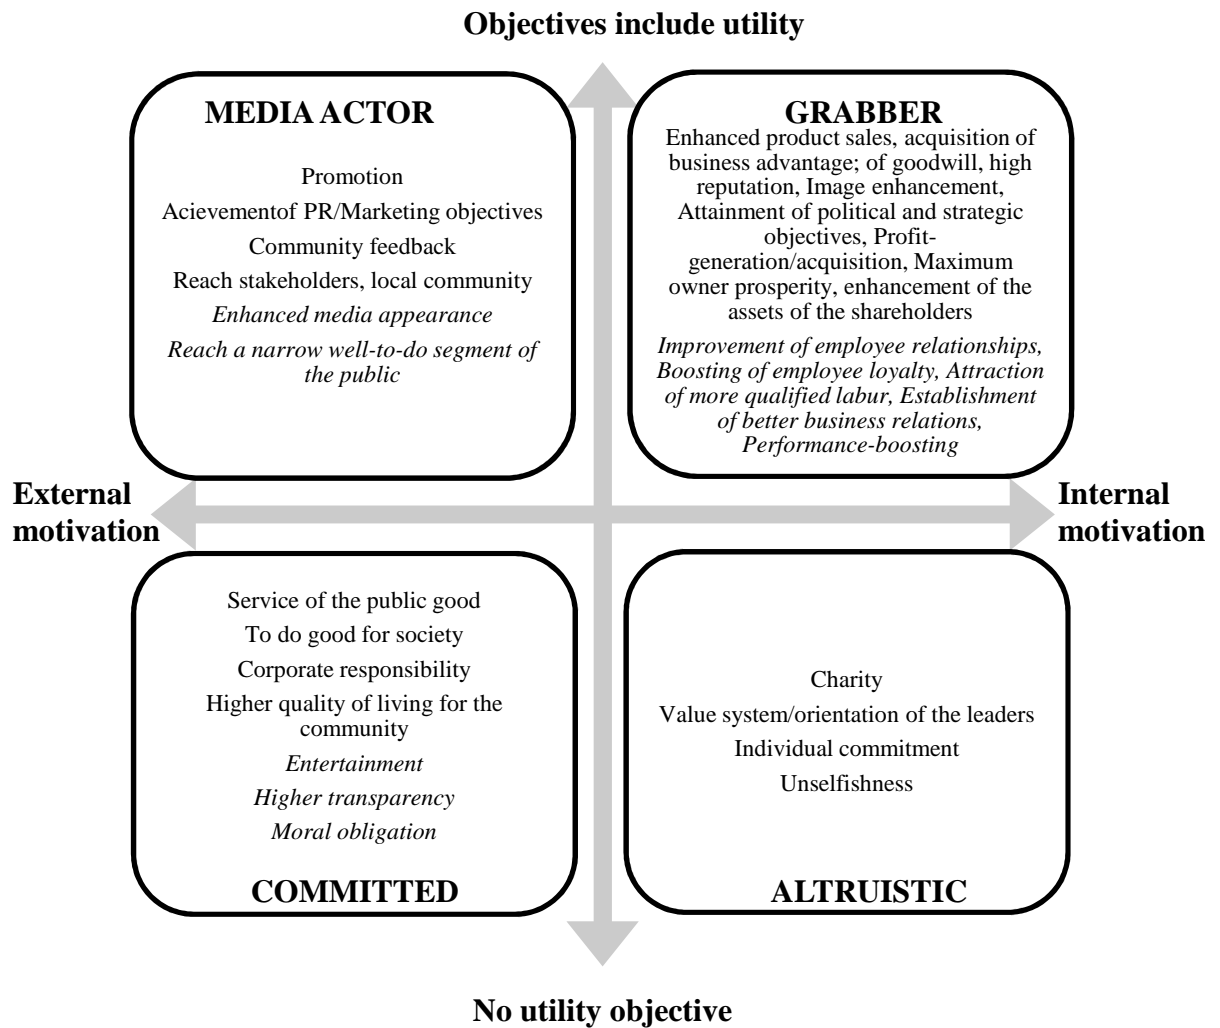 Objectives include utility
MEDIA ACTOR
Promotion
Acievementof PR/Marketing objectives
Community feedback
Reach stakeholders, local community
Enhanced media appearance
Reach a narrow well-to-do segment of
the public
GRABBER
Enhanced product sales, acquisition of
business advantage; of goodwill, high
reputation, Image enhancement,
Attainment of political and strategic
objectives, Profit-
generation/acquisition, Maximum
owner prosperity, enhancement of the
assets of the shareholders
Improvement of employee relationships,
Boosting of employee loyalty, Attraction
of more qualified labur, Establishment
of better business relations,
Performance-boosting
External
motivation
Internal
motivation
Service of the public good
To do good for society
Corporate responsibility
Higher quality of living for the
community
Entertainment
Higher transparency
Moral obligation
COMMITTED
Charity
Value system/orientation of the leaders
Individual commitment
Unselfishness
ALTRUISTIC
No utility objective